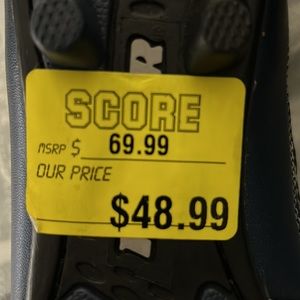 SCORE
MSRP $ 69.99
OUR PRICE
$48.99